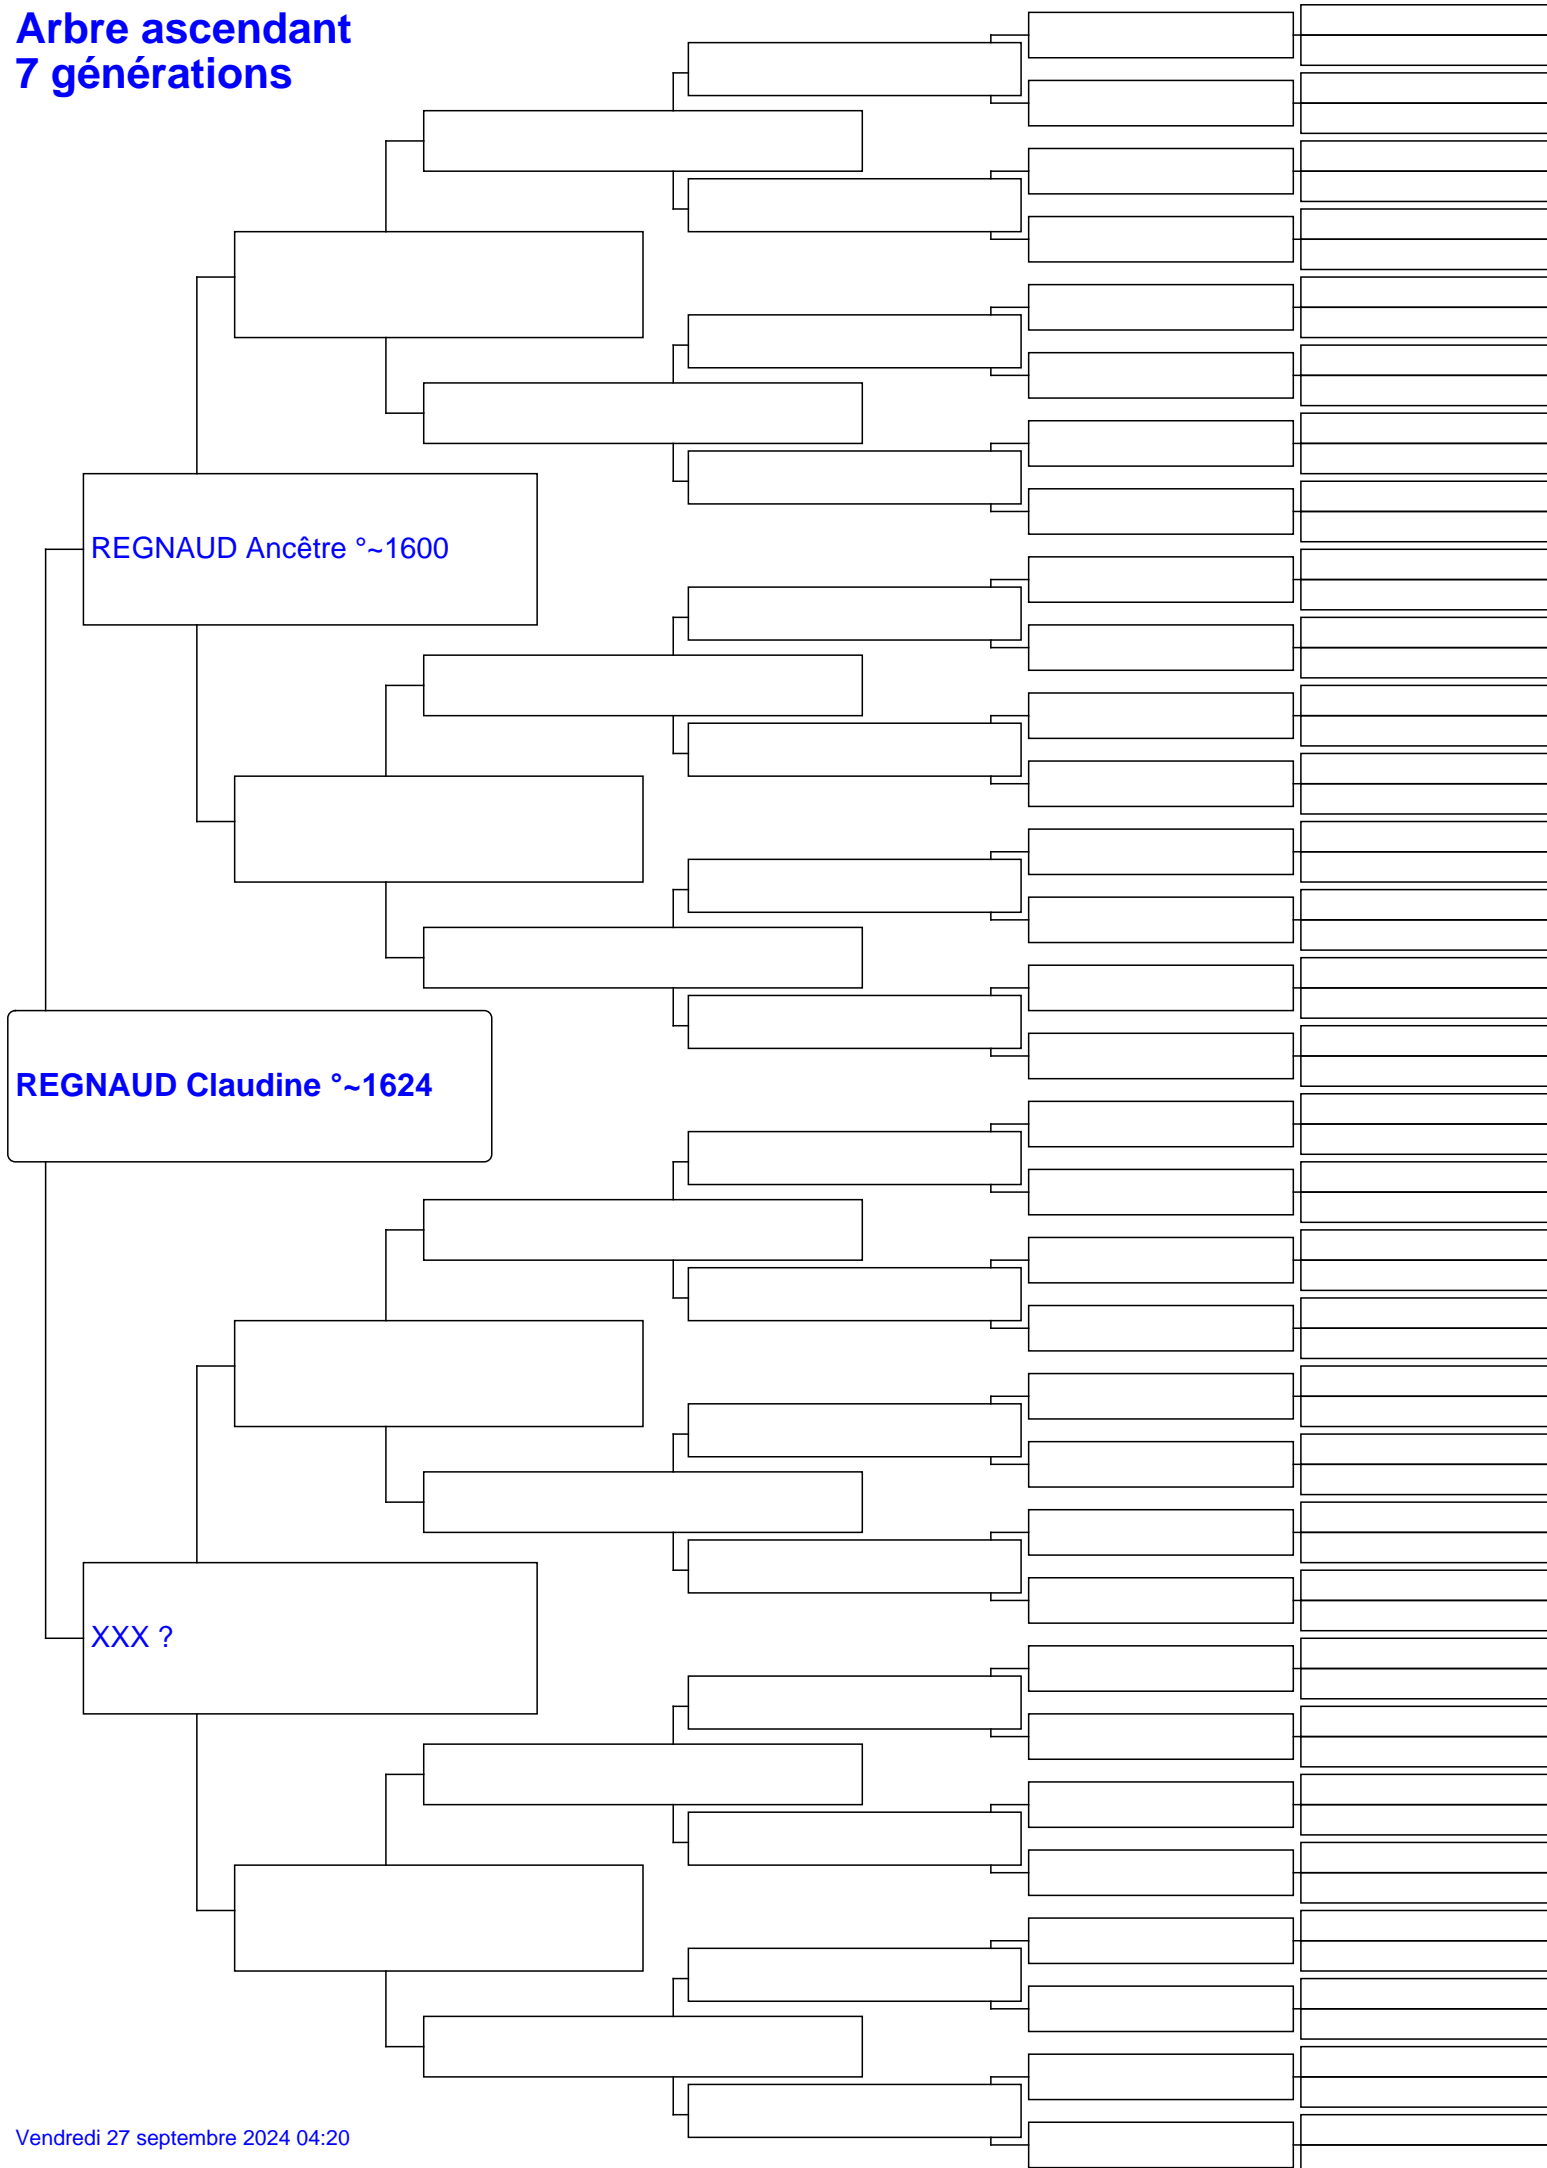 Arbre ascendant
7 générations
REGNAUD Ancêtre °~1600
REGNAUD Claudine °~1624
XXX ?
Vendredi 27 septembre 2024 04:20